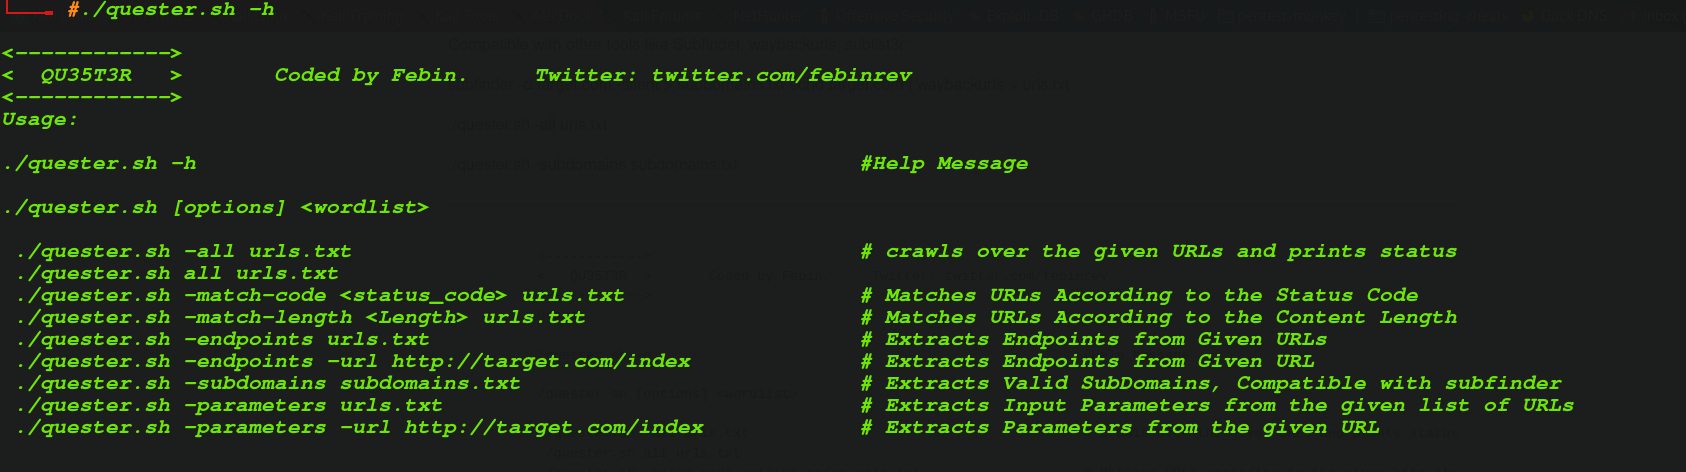 #./quester.sh -h
<------------>
< QU35T3R > Coded by Febin. Twitter: twitter.com/febinrev
<------------>
Usage:
./quester.sh -h #Help Message
./quester.sh [options] <wordlist>
./quester.sh -all urls.txt # crawls over the given URLs and prints status
./quester.sh all urls.txt
./quester.sh -match-code <status_code> urls.txt # Matches URLs According to the Status Code
./quester.sh -match-length <Length> urls.txt # Matches URLs According to the Content Length
./quester.sh -endpoints urls.txt # Extracts Endpoints from Given URLs
./quester.sh -endpoints -url http://target.com/index # Extracts Endpoints from Given URL
./quester.sh -subdomains subdomains.txt # Extracts Valid SubDomains, Compatible with subfinder
./quester.sh -parameters urls.txt # Extracts Input Parameters from the given list of URLs
./quester.sh -parameters -url http://target.com/index # Extracts Parameters from the given URL